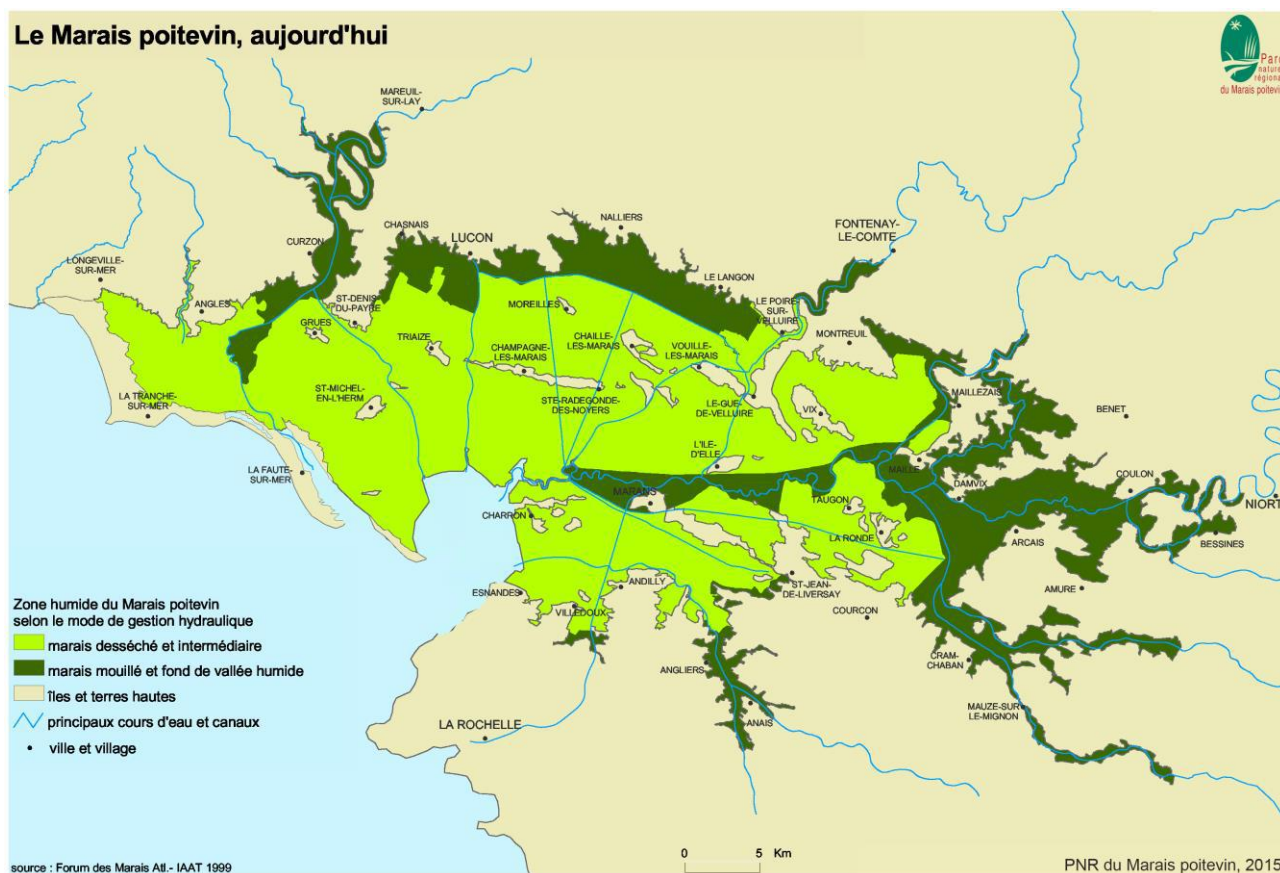 Le Marais poitevin, aujourd'hui
Parc
naturel
régional
du Marais poitevin
MAREUIL-
SUR-LAY
NALLIERS
FONTENAY-
LE-COMTE
CHASNAIS
LUCON
CURZON
LONGEVILLE-
SUR-MER
LE LANGON
ANGLES
ST-DENIS
DU-PAYRE
MOREILLES
LE POIRE
SUR-
VELLUIRE
GRUES
TRIAIZE
MONTREUIL
CHAILLE
LES-MARAIS
CHAMPAGNE
LES-MARAIS
VOUILLE
LES-MARAIS
ST-MICHEL
EN-L'HERM
LA TRANCHE
SUR-MER
STE-RADEGONDE
DES-NOYERS
LE-GUE-
DE-VELLUIRE
VIX
MAILLEZAIS
BENET
L'ILE-
D'ELLE
MAILLE
LA FAUTE-
SUR-MER
DAMVIX
COULON
NIORT
MARANS
TAUGON
CHARRON
LA RONDE
ARCAIS
BESSINES
ESNANDES
ANDILLY
ST-JEAN
DE-LIVERSAY
AMURE
VILLEDOUX
COURCON
ANGLIERS
CRAM-
CHABAN
ANAIS
MAUZE-SUR
LE-MIGNON
LA ROCHELLE
Zone humide du Marais poitevin
selon le mode de gestion hydraulique
marais desséché et intermédiaire
marais mouillé et fond de vallée humide
îles et terres hautes
principaux cours d'eau et canaux
ville et village
0 5 Km
source : Forum des Marais Atl.- IAAT 1999
PNR du Marais poitevin, 2015